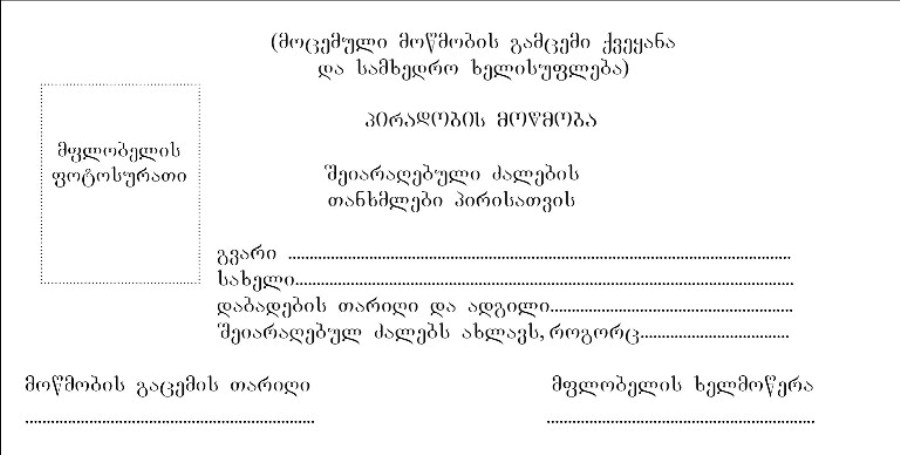 (მოცემული მოწმობის გამცემი ქვეყანა
და სამხედრო ხელისუფლება)
პირადობის მოწმობა
მფლობელის
ფოტოსურათი
შეიარაღებული ძალების
თანხმლები პირისათვის
გვარი ..........................................................................
სახელი..........................................................................
დაბადების თარიღი და ადგილი....................................
შეიარაღებულ ძალებს ახლავს, როგორც......................
მოწმობის გაცემის თარიღი
..........................................
მფლობელის ხელმოწერა
..........................................